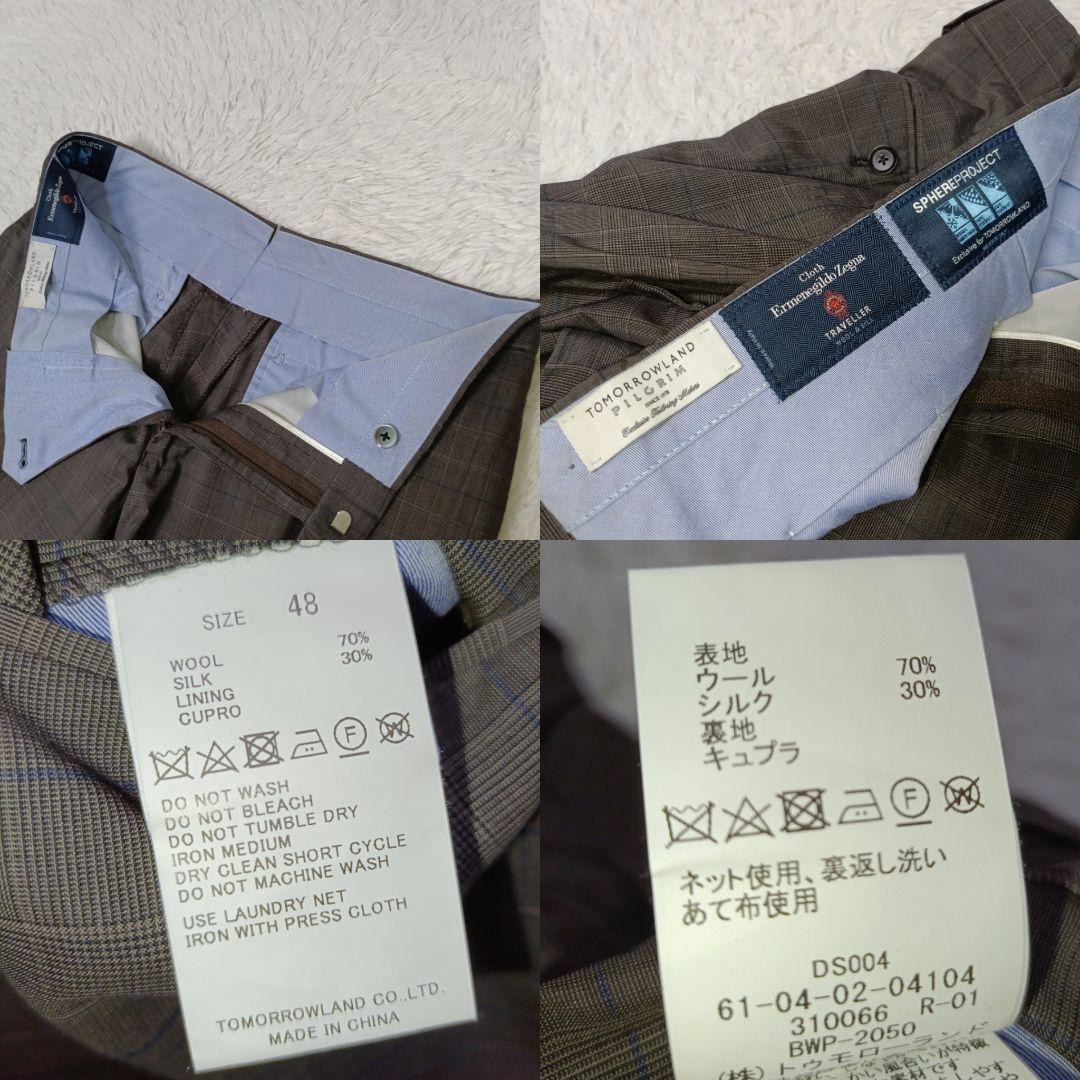 PROJECT
Cloth
Ermenegildo Zegna
TOMORROWLAND
PILGRIM
SPHEREPROJECT
Exclusive for TOMORROWLAND
Cloth
Ermenegildo Zegna
TRAVELLER
WOOL & SILK
TOMORROWLAND
PILGRIM
SINCE 1978
Exclusive Tailoring Makers
SIZE 48
WOOL 70%
SILK 30%
LINING
CUPRO
F
W
DO NOT WASH
DO NOT BLEACH
DO NOT TUMBLE DRY
IRON MEDIUM
DRY CLEAN SHORT CYCLE
DO NOT MACHINE WASH
USE LAUNDRY NET
IRON WITH PRESS CLOTH
TOMORROWLAND CO.,LTD.
MADE IN CHINA
表地
ウール 70%
シルク 30%
裏地
キュプラ
F
W
ネット使用、裏返し洗い
あて布使用
DS004
61-04-02-04104
310066 R-01
BWP-2050
(株)トゥモローランド